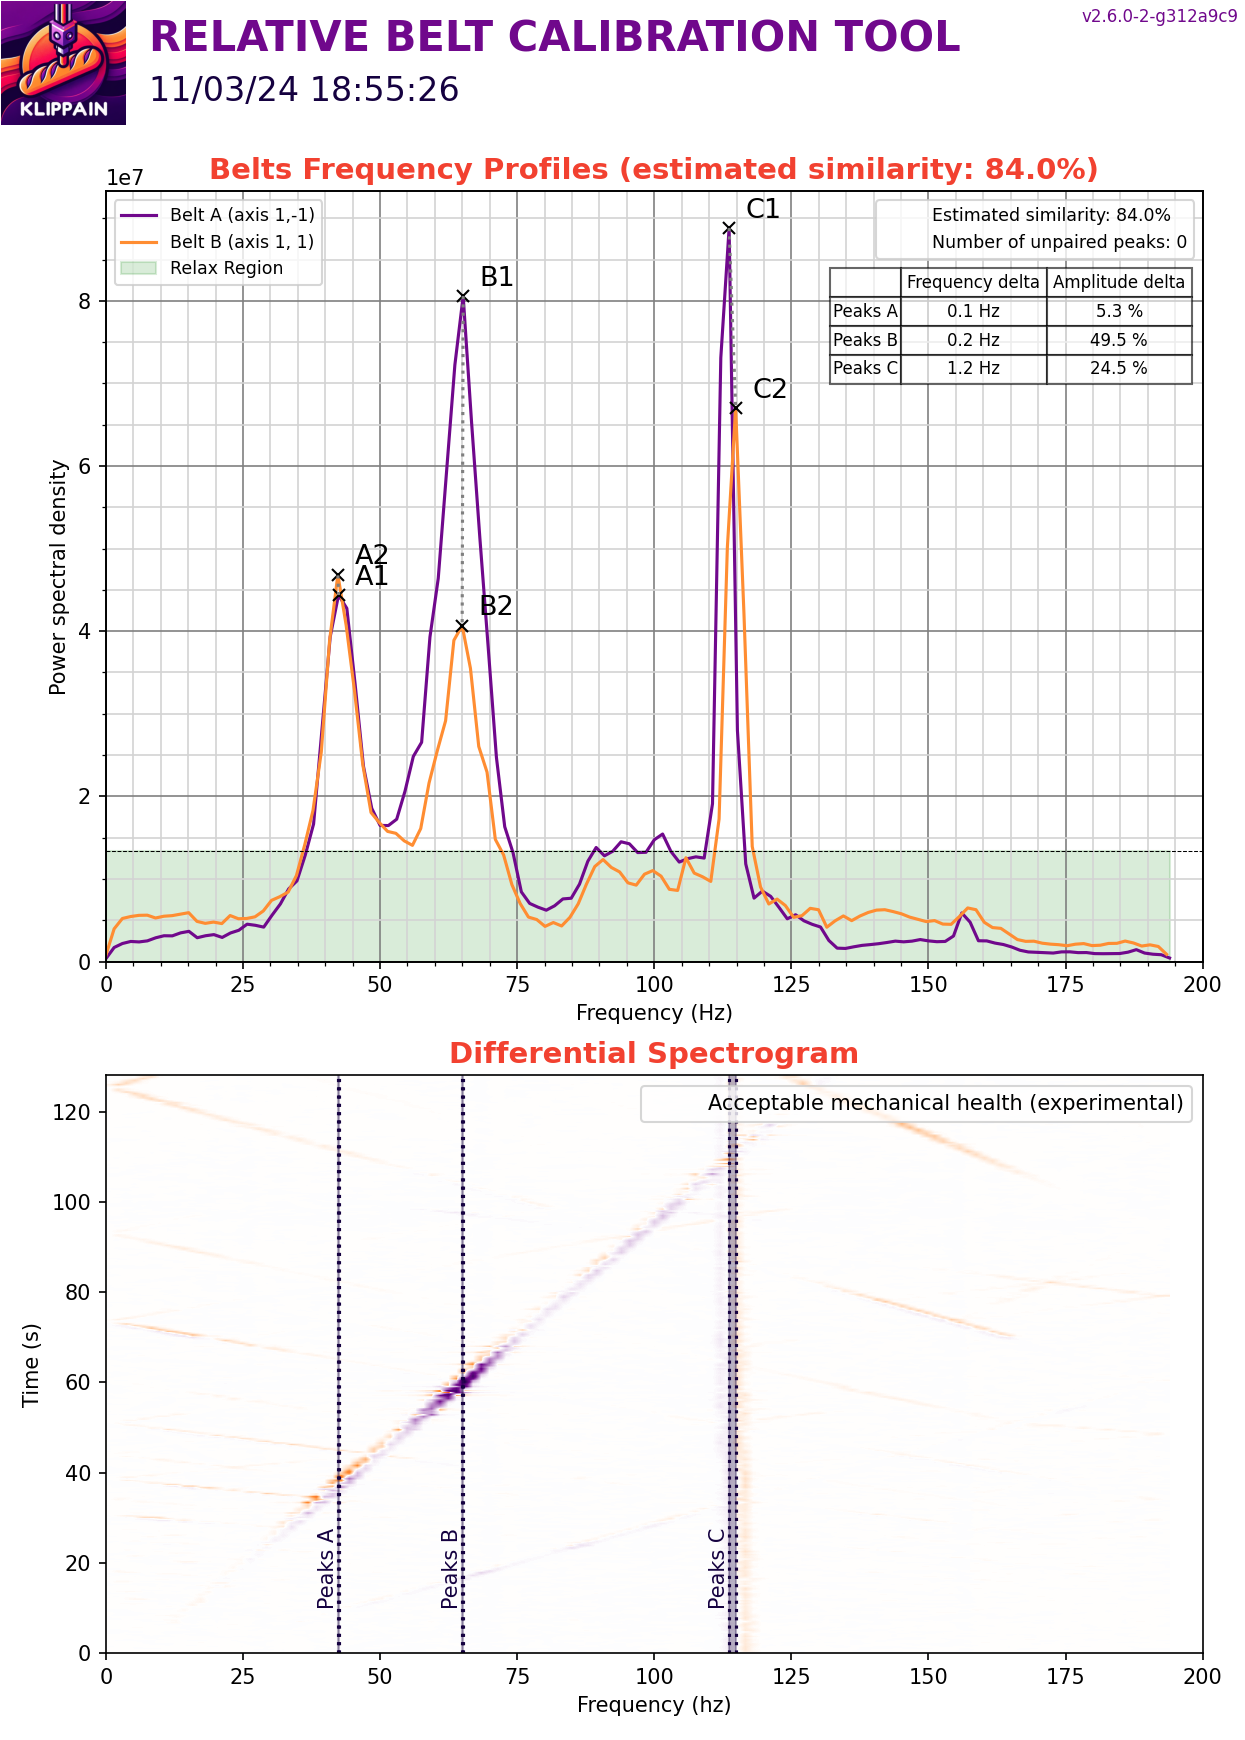 v2.6.0-2-g312a9c9
RELATIVE BELT CALIBRATION TOOL
11/03/24 18:55:26
KLIPPAIN
Belts Frequency Profiles (estimated similarity: 84.0%)
1e7
Belt A (axis 1,-1)
Belt B (axis 1, 1)
Relax Region
Estimated similarity: 84.0%
Number of unpaired peaks: 0
Frequency delta Amplitude delta
Peaks A 0.1 Hz 5.3 %
Peaks B 0.2 Hz 49.5 %
Peaks C 1.2 Hz 24.5 %
C1
B1
C2
A2
A1
B2
Power spectral density
8
6
4
2
0
0 25 50 75 100 125 150 175 200
Frequency (Hz)
Differential Spectrogram
Acceptable mechanical health (experimental)
Time (s)
120
100
80
60
40
20
0
Peaks A
Peaks B
Peaks C
0 25 50 75 100 125 150 175 200
Frequency (hz)